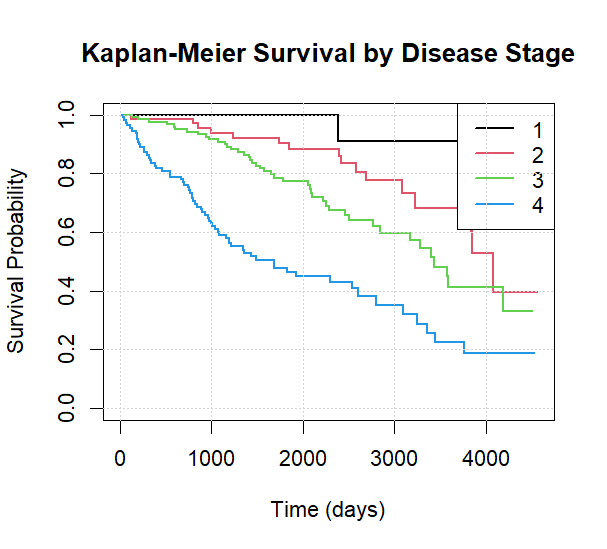 Kaplan-Meier Survival by Disease Stage
Survival Probability
1.0
0.8
0.6
0.4
0.2
0.0
1
2
3
4
0 1000 2000 3000 4000
Time (days)